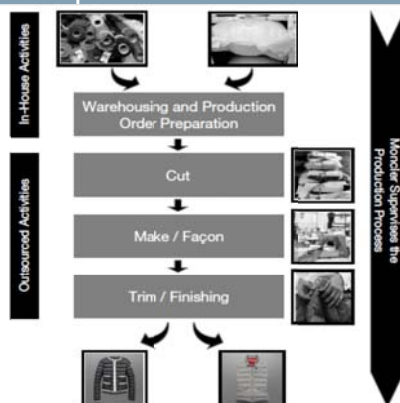 In-House Activities
Warehousing and Production
Order Preparation
Cut
Outsourced Activities
Make / Façon
Trim / Finishing
Moncler Supervises the
Production Process